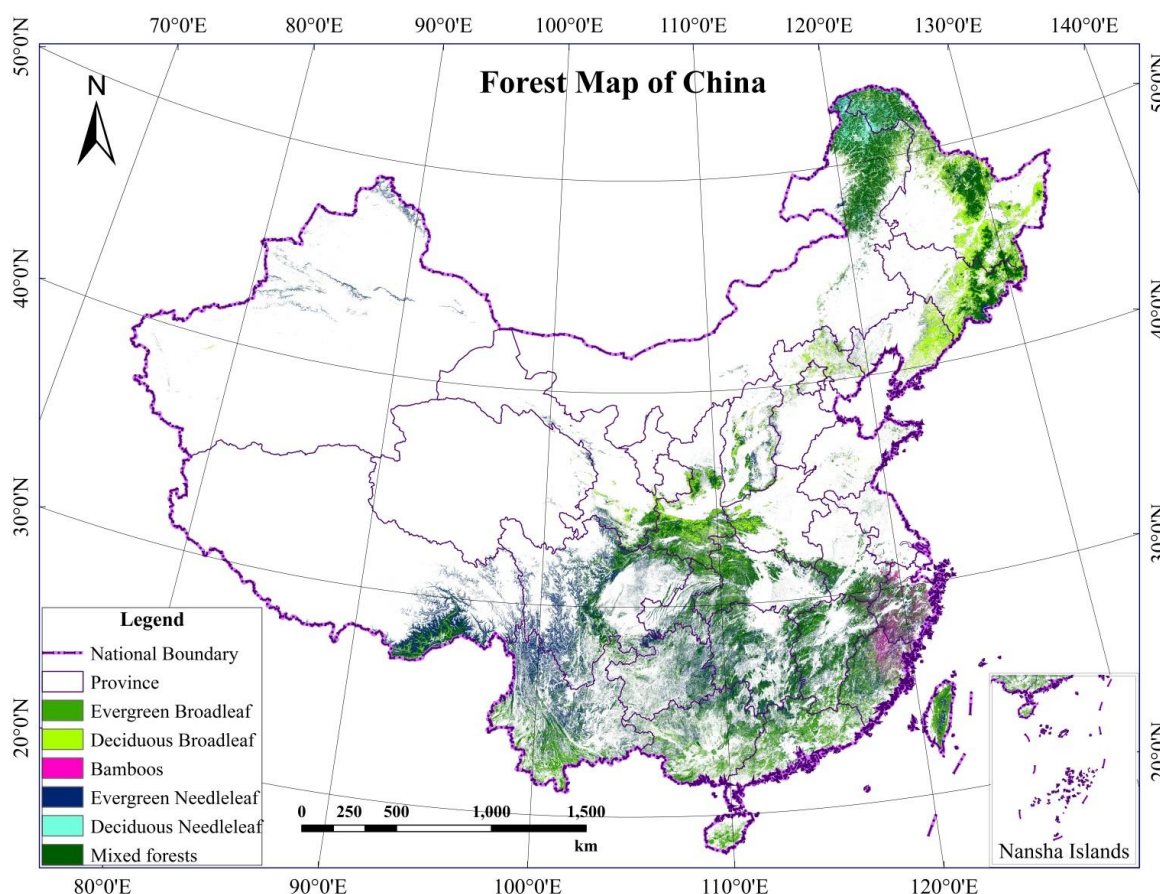 70°0'E 80°0'E 90°0'E 100°0'E 110°0'E 120°0'E 130°0'E 140°0'E
Forest Map of China
N
50°0'N
40°0'N
30°0'N
20°0'N
50°0'N
40°0'N
30°0'N
20°0'N
Legend
National Boundary
Province
Evergreen Broadleaf
Deciduous Broadleaf
Bamboos
Evergreen Needleleaf
Deciduous Needleleaf
Mixed forests
0 250 500 1,000 1,500
km
Nansha Islands
80°0'E 90°0'E 100°0'E 110°0'E 120°0'E